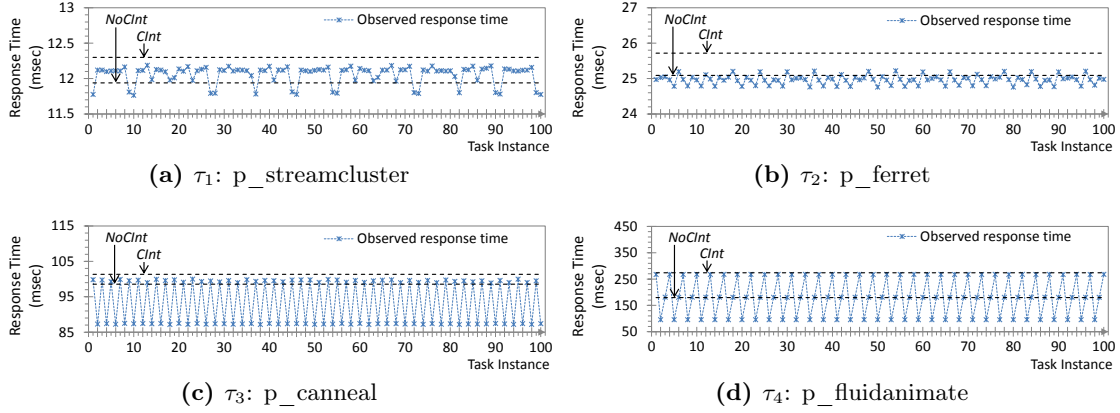 13
12.5
12
11.5
Response Time
(msec)
NoCInt
CInt
Observed response time
0 10 20 30 40 50 60 70 80 90 100
Task Instance
(a) τ1: p_streamcluster
27
26
25
24
Response Time
(msec)
NoCInt
CInt
Observed response time
0 10 20 30 40 50 60 70 80 90 100
Task Instance
(b) τ2: p_ferret
115
105
95
85
Response Time
(msec)
NoCInt
CInt
Observed response time
0 10 20 30 40 50 60 70 80 90 100
Task Instance
(c) τ3: p_canneal
450
350
250
150
50
Response Time
(msec)
NoCInt
CInt
Observed response time
0 10 20 30 40 50 60 70 80 90 100
Task Instance
(d) τ4: p_fluidanimate